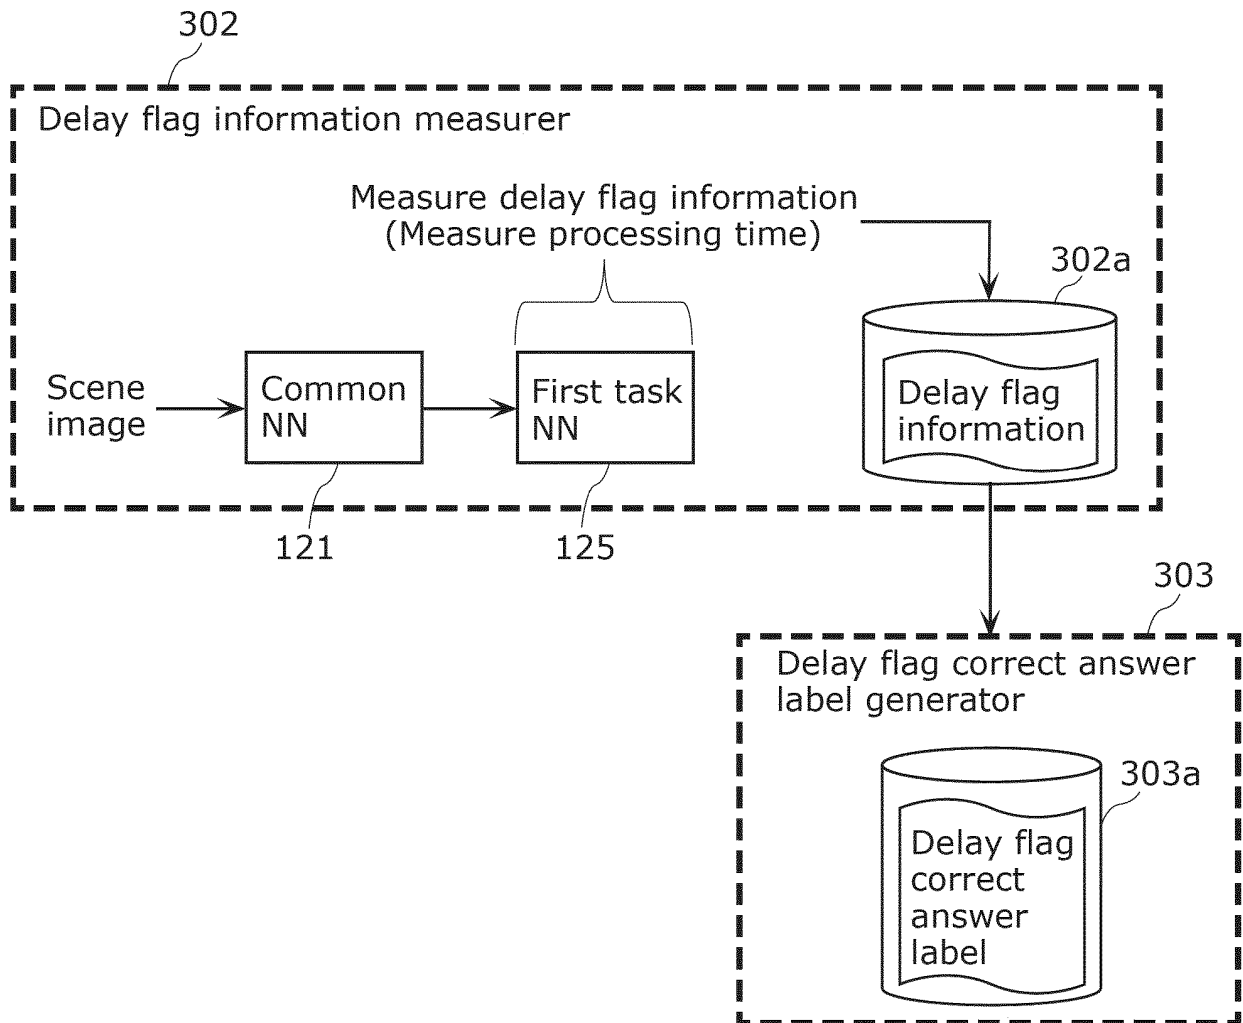 302
Delay flag information measurer
Measure delay flag information
(Measure processing time)
302a
Scene
image
Common
NN
First task
NN
Delay flag
information
121
125
303
Delay flag correct answer
label generator
303a
Delay flag
correct
answer
label